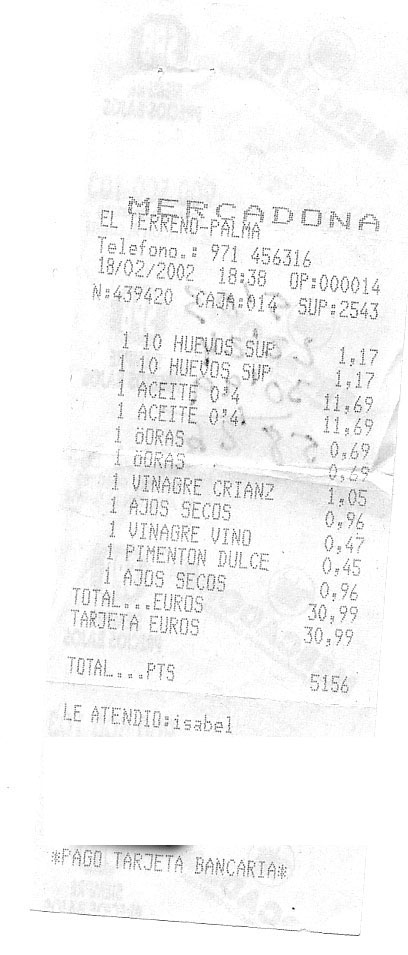 MERCADONA
EL TERRENO-PALMA
Telefono.: 971 456316
18/02/2002 18:38 OP:000014
N:439420 CAJA:014 SUP:2543
1 10 HUEVOS SUP 1,17
1 10 HUEVOS SUP 1,17
1 ACEITE 0'4 11,69
1 ACEITE 0'4. 11,69
1 öORAS 0,69
1 öORAS 0,69
1 VINAGRE CRIANZ 1,05
1 AJOS SECOS 0,96
1 VINAGRE VINO 0,47
1 PIMENTON DULCE 0,45
1 AJOS SECOS 0,96
TOTAL...EUROS 30,99
TARJETA EUROS 30,99
TOTAL...PTS 5156
LE ATENDIO:isabel
*PAGO TARJETA BANCARIA*